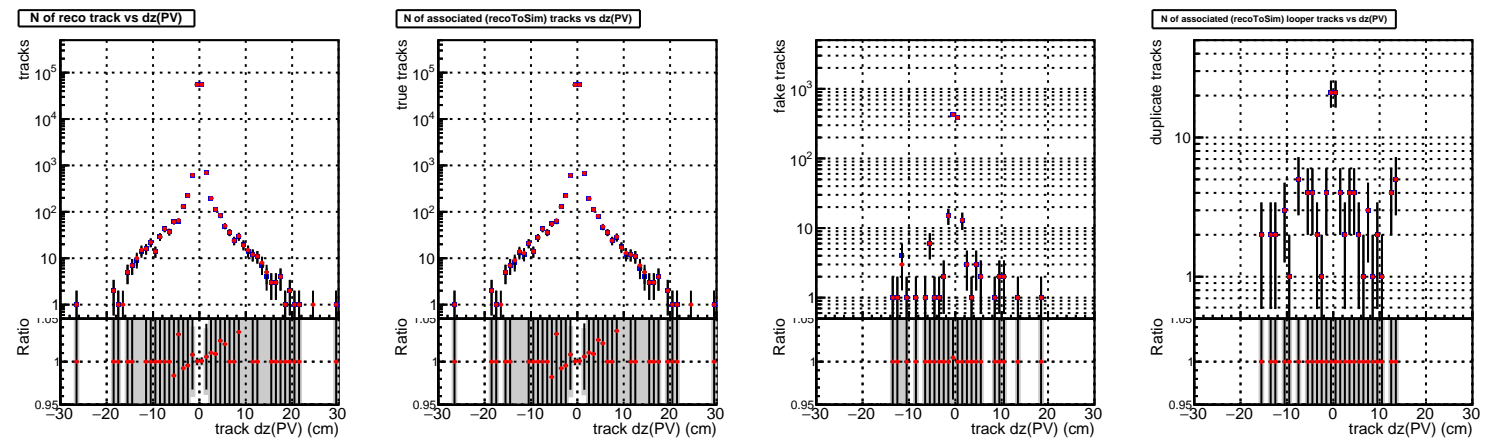 N of reco track vs dz(PV)
tracks
10^5
10^4
10^3
10^2
10
1
Ratio
1.05
1
0.95
−30 −20 −10 0 10 20 30
track dz(PV) (cm)
N of associated (recoToSim) tracks vs dz(PV)
true tracks
10^5
10^4
10^3
10^2
10
1
Ratio
1.05
1
0.95
−30 −20 −10 0 10 20 30
track dz(PV) (cm)
fake tracks
10^3
10^2
10
1
Ratio
1.05
1
0.95
−30 −20 −10 0 10 20 30
track dz(PV) (cm)
N of associated (recoToSim) looper tracks vs dz(PV)
duplicate tracks
10
1
Ratio
1.05
1
0.95
−30 −20 −10 0 10 20 30
track dz(PV) (cm)